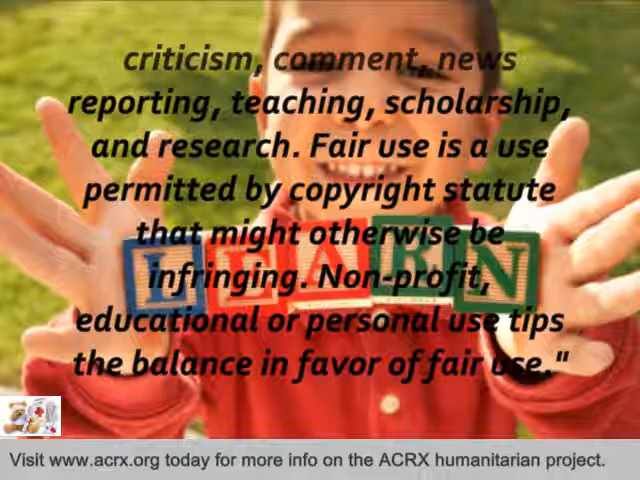 criticism, comment, news
reporting, teaching, scholarship,
and research. Fair use is a use
permitted by copyright statute
that might otherwise be
infringing. Non-profit,
LEARN
educational or personal use tips
the balance in favor of fair use."
Visit www.acrx.org today for more info on the ACRX humanitarian project.